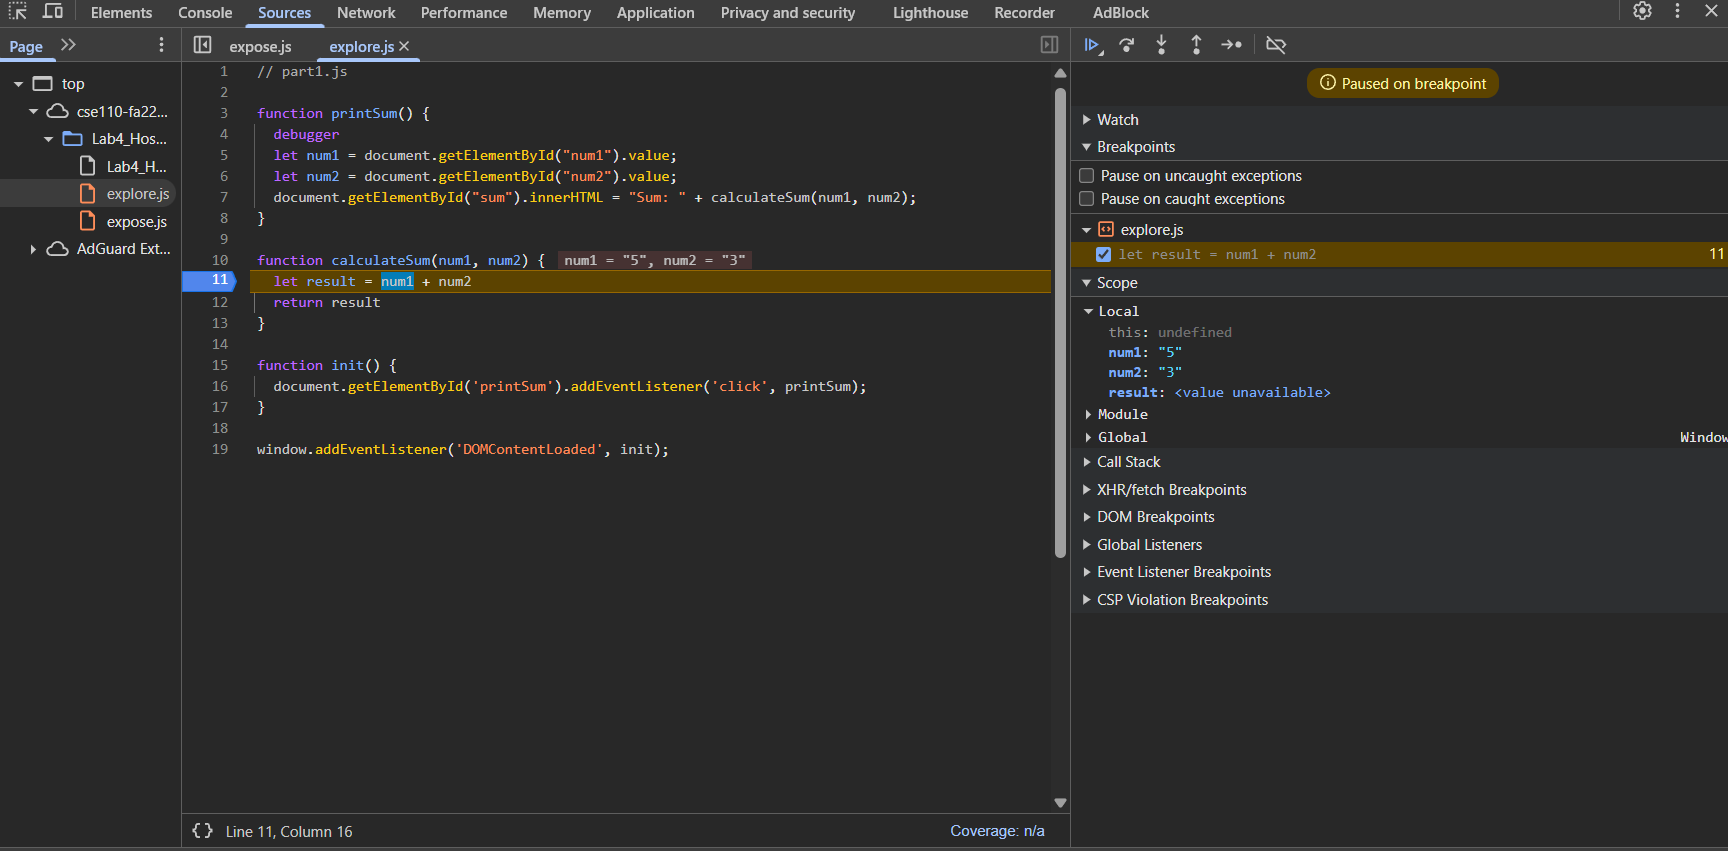 Elements Console Sources Network Performance Memory Application Privacy and security Lighthouse Recorder AdBlock
Page
top
cse110-fa22...
Lab4_Hos...
Lab4_H...
explore.js
expose.js
AdGuard Ext...
expose.js explore.js
1 // part1.js
2
3 function printSum() {
4 debugger
5 let num1 = document.getElementById("num1").value;
6 let num2 = document.getElementById("num2").value;
7 document.getElementById("sum").innerHTML = "Sum: " + calculateSum(num1, num2);
8 }
9
10 function calculateSum(num1, num2) { num1 = "5", num2 = "3"
11 let result = num1 + num2
12 return result
13 }
14
15 function init() {
16 document.getElementById('printSum').addEventListener('click', printSum);
17 }
18
19 window.addEventListener('DOMContentLoaded', init);
{} Line 11, Column 16
Coverage: n/a
Paused on breakpoint
Watch
Breakpoints
Pause on uncaught exceptions
Pause on caught exceptions
explore.js
let result = num1 + num2 11
Scope
Local
this: undefined
num1: "5"
num2: "3"
result: <value unavailable>
Module
Global Window
Call Stack
XHR/fetch Breakpoints
DOM Breakpoints
Global Listeners
Event Listener Breakpoints
CSP Violation Breakpoints